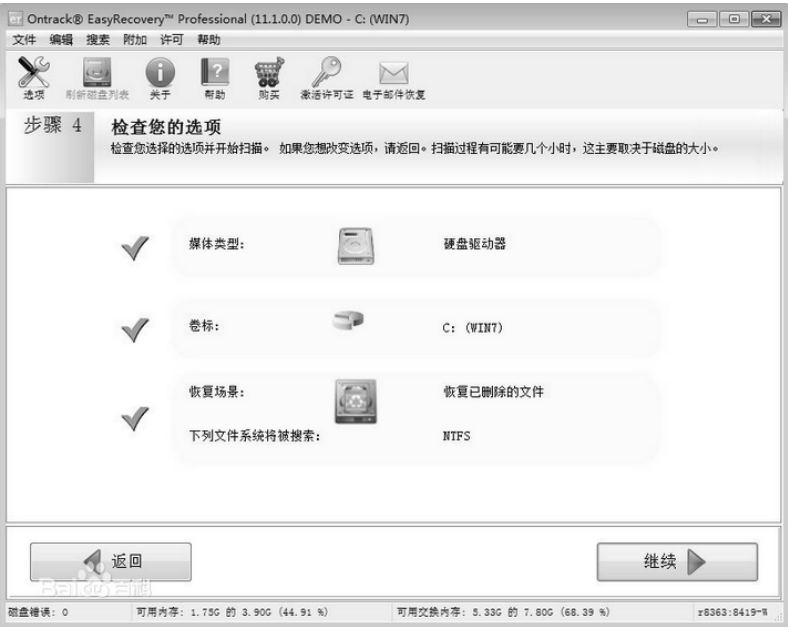 Ontrack® EasyRecovery™ Professional (11.1.0.0) DEMO - C: (WIN7)
文件 编辑 搜素 附加 许可 帮助
选项 刷新磁盘列表 关于 帮助 购买 激活许可证 电子邮件恢复
步骤 4
检查您的选项
检查您选择的选项并开始扫描。 如果您想改变选项，请返回。扫描过程有可能要几个小时，这主要取决于磁盘的大小。
媒体类型: 硬盘驱动器
卷标: C: (WIN7)
恢复场景: 恢复已删除的文件
下列文件系统将被搜索: NTFS
返回 继续
Bai du 百科
磁盘错误: 0 可用内存: 1.75G 的 3.90G (44.91 %) 可用交换内存: 5.33G 的 7.80G (68.39 %) r8363:8419-